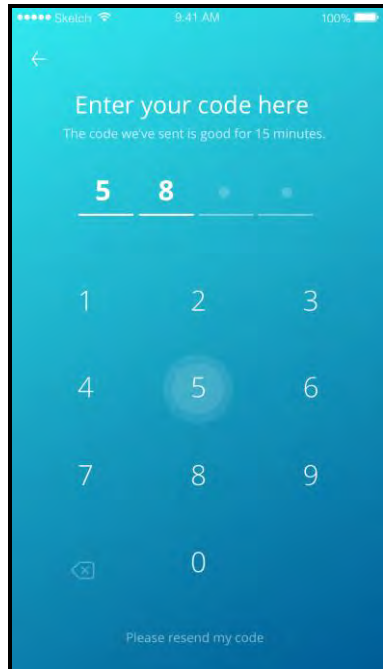 Sketch 9:41 AM 100%
Enter your code here
The code we've sent is good for 15 minutes.
5 8
1 2 3
4 5 6
7 8 9
0
Please resend my code